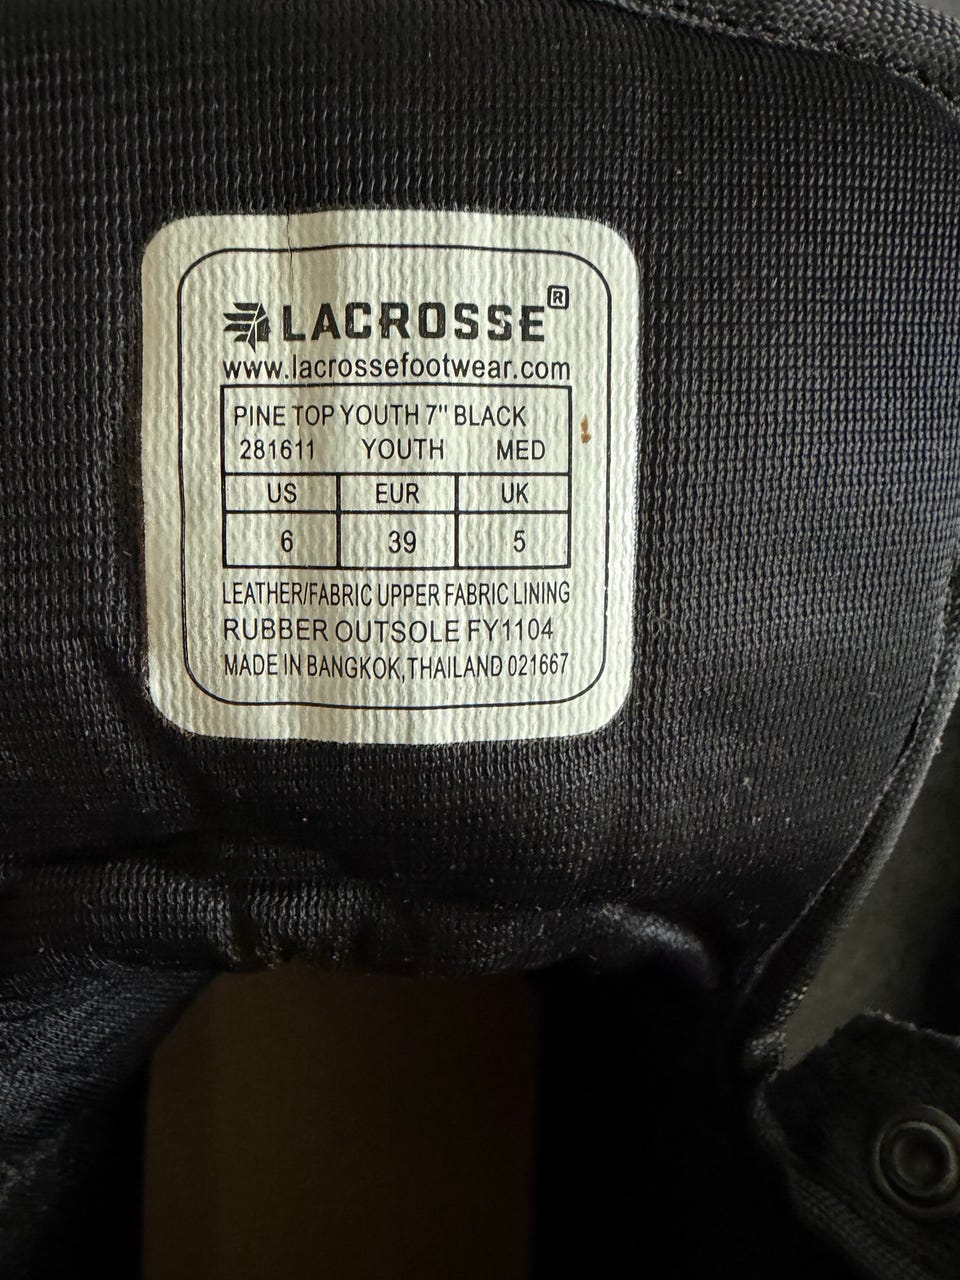 LACROSSE®
www.lacrossefootwear.com
PINE TOP YOUTH 7" BLACK
281611 YOUTH MED
US EUR UK
6 39 5
LEATHER/FABRIC UPPER FABRIC LINING
RUBBER OUTSOLE FY1104
MADE IN BANGKOK, THAILAND 021667